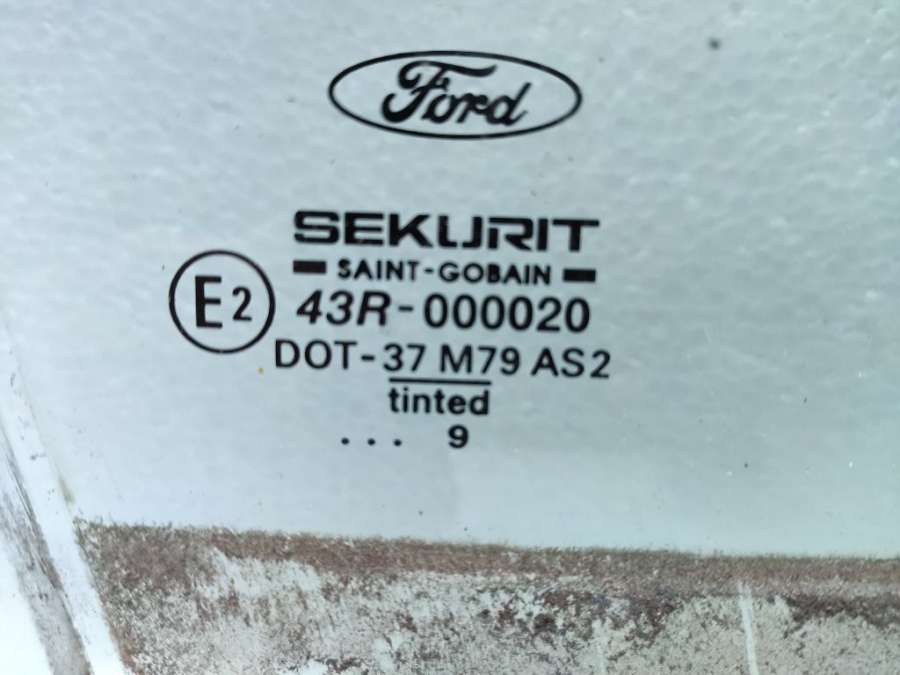 Ford
SEKURIT
SAINT-GOBAIN
E2 43R-000020
DOT-37 M79 AS2
tinted
... 9